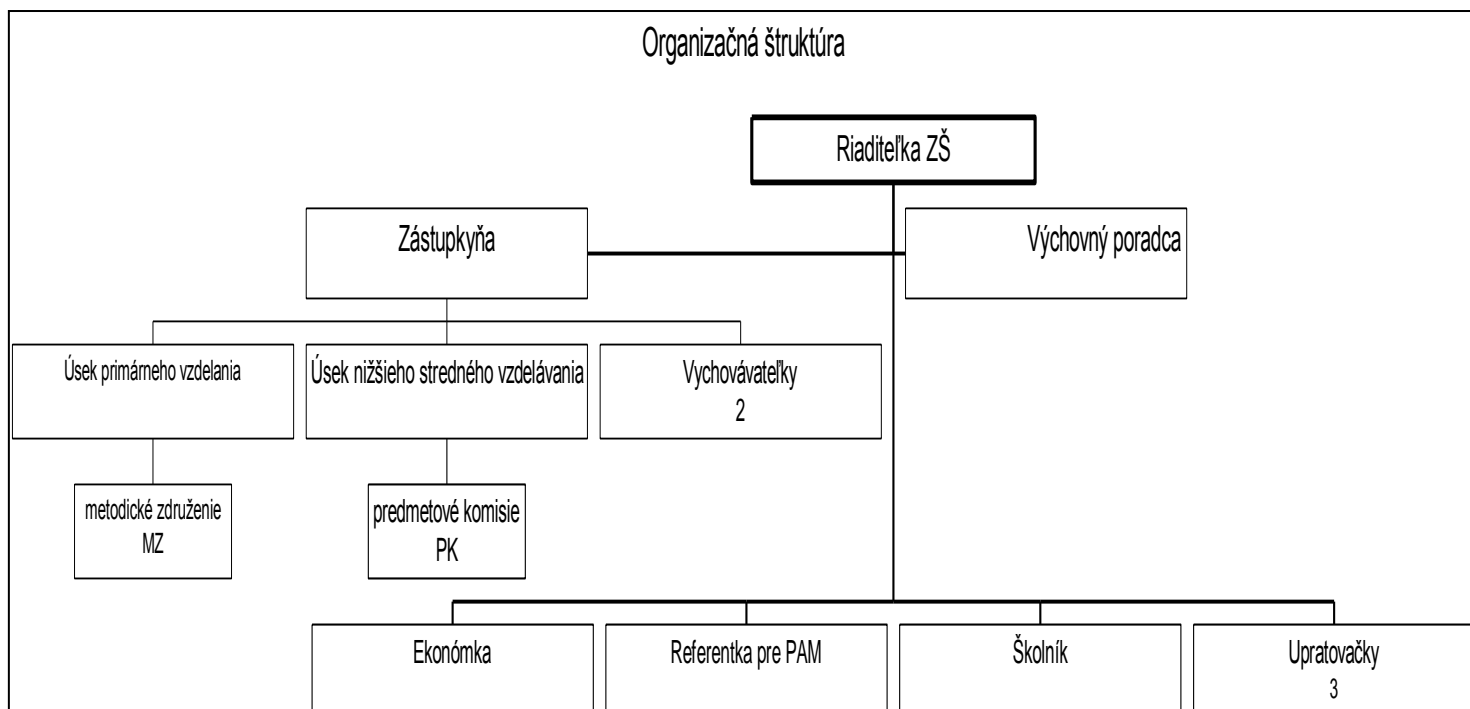 Organizačná štruktúra
Riaditeľka ZŠ
Zástupkyňa
Výchovný poradca
Úsek primárneho vzdelania
Úsek nižšieho stredného vzdelávania
Vychovávateľky
2
metodické združenie
MZ
predmetové komisie
PK
Ekonómka
Referentka pre PAM
Školník
Upratovačky
3